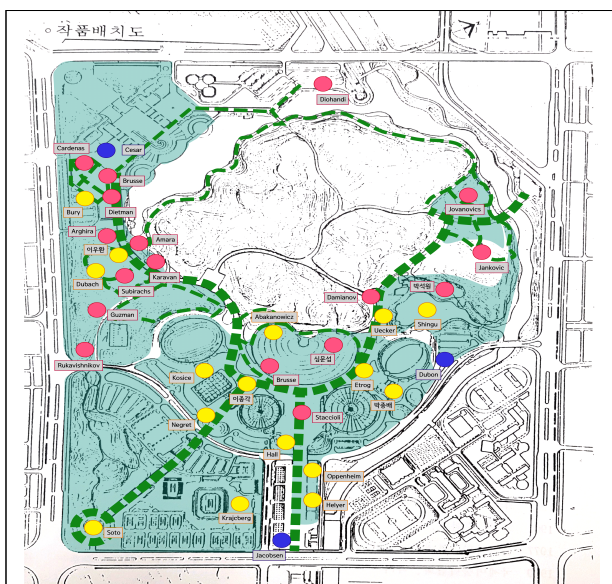 작품배치도
Diohandi
Cardenas
Cesar
Brusse
Bury
Dietman
Jovanovics
Arghira
Amara
이우환
Karavan
Jankovic
Dubach
Subirachs
Damianov
박석원
Guzman
Abakanowicz
Uecker
Shingu
Rukavishnikov
심문섭
Kosice
Brusse
Etrog
Dubon
이종각
박종배
Negret
Staccioli
Hall
Oppenheim
Krajcberg
Helyer
Soto
Jacobsen